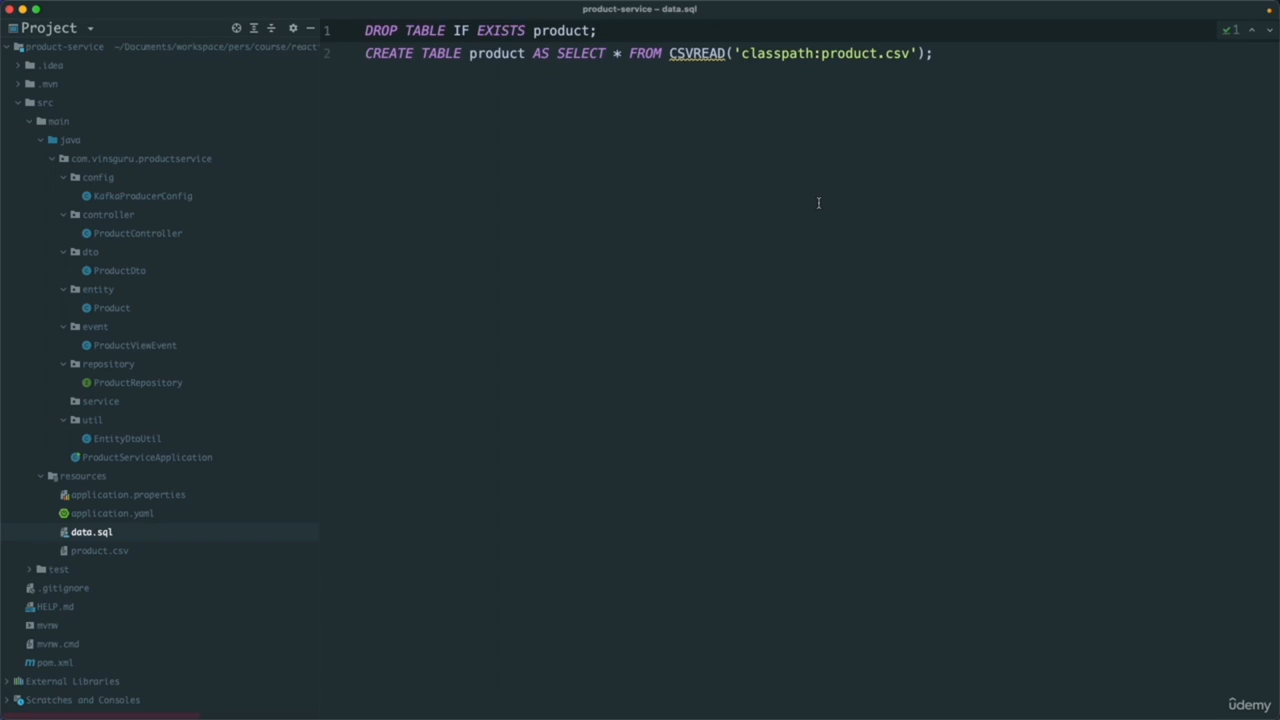 product-service – data.sql
Project
1 DROP TABLE IF EXISTS product;
1
2 CREATE TABLE product AS SELECT * FROM CSVREAD('classpath:product.csv');
product-service ~/Documents/workspace/pers/course/react
.idea
.mvn
src
main
java
com.vinsguru.productservice
config
KafkaProducerConfig
controller
ProductController
dto
ProductDto
entity
Product
event
ProductViewEvent
repository
ProductRepository
service
util
EntityDtoUtil
ProductServiceApplication
resources
application.properties
application.yaml
data.sql
product.csv
test
.gitignore
HELP.md
mvnw
mvnw.cmd
pom.xml
External Libraries
Scratches and Consoles
ûdemy